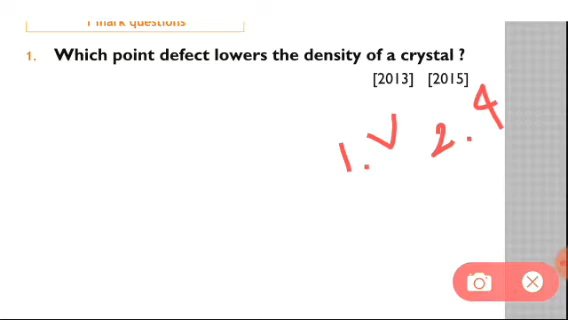 1 mark questions
1. Which point defect lowers the density of a crystal ?
[2013] [2015]
1. V 2. 4